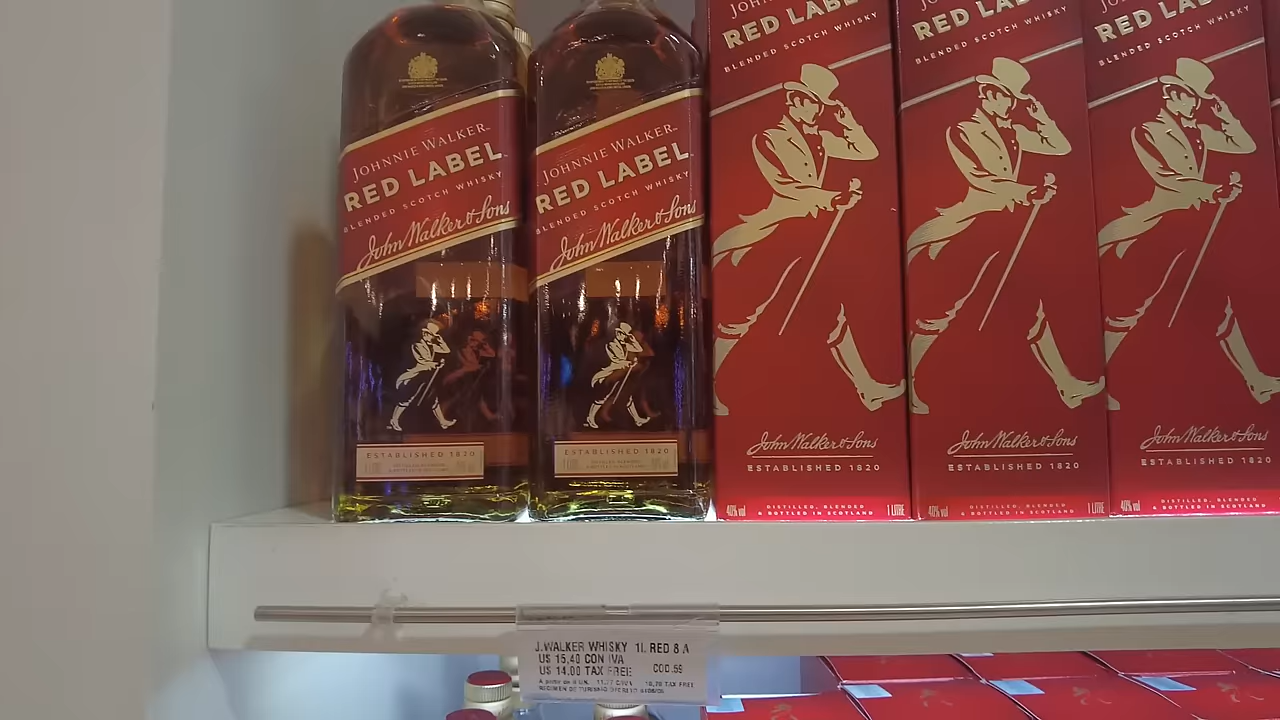 JOHNNIE WALKER
RED LABEL
BLENDED SCOTCH WHISKY
John Walker & Sons
ESTABLISHED 1820
JOHNNIE WALKER
RED LABEL
BLENDED SCOTCH WHISKY
John Walker & Sons
ESTABLISHED 1820
RED LABEL
BLENDED SCOTCH WHISKY
John Walker & Sons
ESTABLISHED 1820
40% vol
DISTILLED, BLENDED
& BOTTLED IN SCOTLAND
1 LITRE
RED LABEL
BLENDED SCOTCH WHISKY
John Walker & Sons
ESTABLISHED 1820
40% vol
DISTILLED, BLENDED
& BOTTLED IN SCOTLAND
1 LITRE
RED LABEL
BLENDED SCOTCH WHISKY
John Walker & Sons
ESTABLISHED 1820
40% vol
DISTILLED, BLENDED
& BOTTLED IN SCOTLAND
J.WALKER WHISKY 1L RED 8 A
US 15,40 CON IVA
US 14.00 TAX FREE
COD.59
TAX FREE